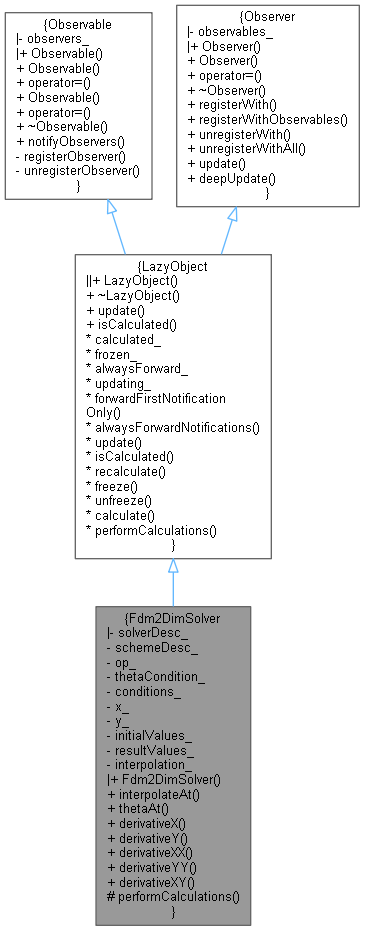 {Observable
|- observers_
|+ Observable()
+ Observable()
+ operator=()
+ Observable()
+ operator=()
+ ~Observable()
+ notifyObservers()
- registerObserver()
- unregisterObserver()
}
{Observer
|- observables_
|+ Observer()
+ Observer()
+ operator=()
+ ~Observer()
+ registerWith()
+ registerWithObservables()
+ unregisterWith()
+ unregisterWithAll()
+ update()
+ deepUpdate()
}
{LazyObject
||+ LazyObject()
+ ~LazyObject()
+ update()
+ isCalculated()
* calculated_
* frozen_
* alwaysForward_
* updating_
* forwardFirstNotification
Only()
* alwaysForwardNotifications()
* update()
* isCalculated()
* recalculate()
* freeze()
* unfreeze()
* calculate()
* performCalculations()
}
{Fdm2DimSolver
|- solverDesc_
- schemeDesc_
- op_
- thetaCondition_
- conditions_
- x_
- y_
- initialValues_
- resultValues_
- interpolation_
|+ Fdm2DimSolver()
+ interpolateAt()
+ thetaAt()
+ derivativeX()
+ derivativeY()
+ derivativeXX()
+ derivativeYY()
+ derivativeXY()
# performCalculations()
}